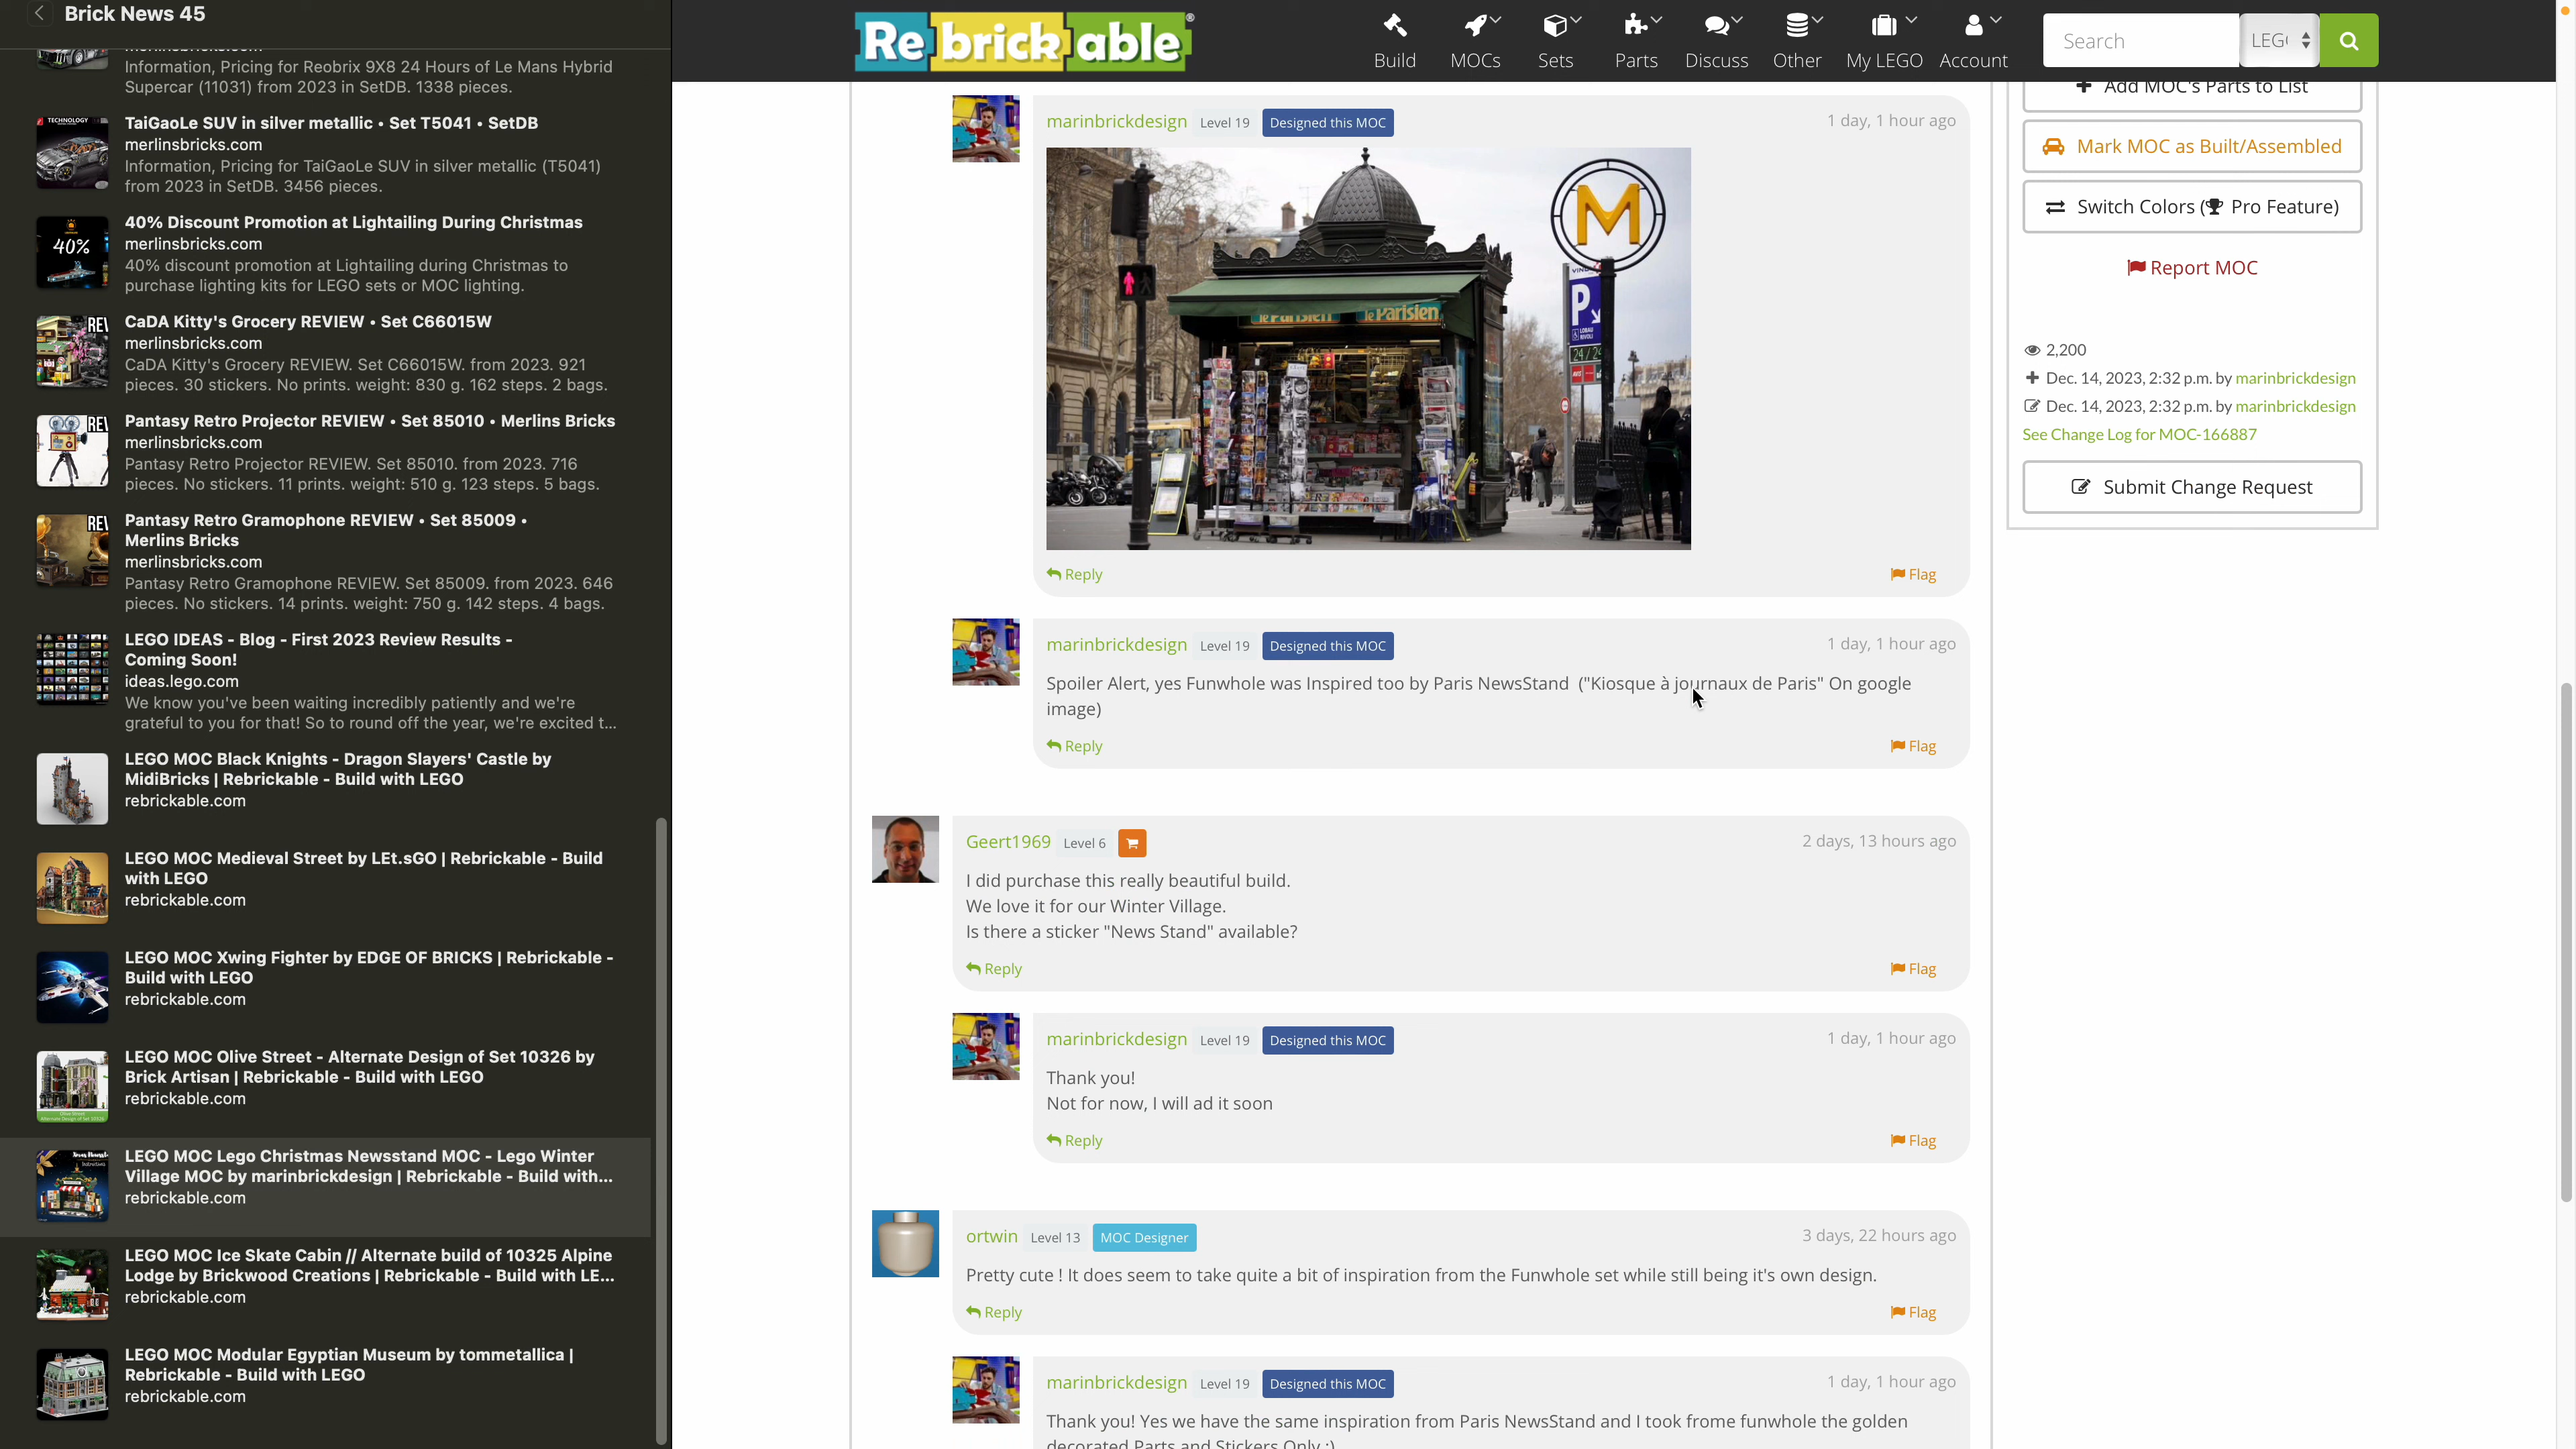 Brick News 45
Information, Pricing for Reobrix 9X8 24 Hours of Le Mans Hybrid
Supercar (11031) from 2023 in SetDB. 1338 pieces.
TECHNOLOGY
TaiGaoLe SUV in silver metallic • Set T5041 • SetDB
merlinsbricks.com
Information, Pricing for TaiGaoLe SUV in silver metallic (T5041)
from 2023 in SetDB. 3456 pieces.
40%
40% Discount Promotion at Lightailing During Christmas
merlinsbricks.com
40% discount promotion at Lightailing during Christmas to
purchase lighting kits for LEGO sets or MOC lighting.
CaDA Kitty's Grocery REVIEW • Set C66015W
merlinsbricks.com
CaDA Kitty's Grocery REVIEW. Set C66015W. from 2023. 921
pieces. 30 stickers. No prints. weight: 830 g. 162 steps. 2 bags.
Pantasy Retro Projector REVIEW • Set 85010 • Merlins Bricks
merlinsbricks.com
Pantasy Retro Projector REVIEW. Set 85010. from 2023. 716
pieces. No stickers. 11 prints. weight: 510 g. 123 steps. 5 bags.
Pantasy Retro Gramophone REVIEW • Set 85009 •
Merlins Bricks
merlinsbricks.com
Pantasy Retro Gramophone REVIEW. Set 85009. from 2023. 646
pieces. No stickers. 14 prints. weight: 750 g. 142 steps. 4 bags.
LEGO IDEAS - Blog - First 2023 Review Results -
Coming Soon!
ideas.lego.com
We know you've been waiting incredibly patiently and we're
grateful to you for that! So to round off the year, we're excited t...
LEGO MOC Black Knights - Dragon Slayers' Castle by
MidiBricks | Rebrickable - Build with LEGO
rebrickable.com
LEGO MOC Medieval Street by LEt.sGO | Rebrickable - Build
with LEGO
rebrickable.com
LEGO MOC Xwing Fighter by EDGE OF BRICKS | Rebrickable -
Build with LEGO
rebrickable.com
LEGO MOC Olive Street - Alternate Design of Set 10326 by
Brick Artisan | Rebrickable - Build with LEGO
rebrickable.com
LEGO MOC Lego Christmas Newsstand MOC - Lego Winter
Village MOC by marinbrickdesign | Rebrickable - Build with...
rebrickable.com
LEGO MOC Ice Skate Cabin // Alternate build of 10325 Alpine
Lodge by Brickwood Creations | Rebrickable - Build with LE...
rebrickable.com
LEGO MOC Modular Egyptian Museum by tommetallica |
Rebrickable - Build with LEGO
rebrickable.com
Rebrickable®
Build MOCs Sets Parts Discuss Other My LEGO Account
Search
marinbrickdesign Level 19 Designed this MOC 1 day, 1 hour ago
M
P
le Parisien le Parisien
24/24
Reply Flag
marinbrickdesign Level 19 Designed this MOC 1 day, 1 hour ago
Spoiler Alert, yes Funwhole was Inspired too by Paris NewsStand ("Kiosque à journaux de Paris" On google
image)
Reply Flag
Geert1969 Level 6 2 days, 13 hours ago
I did purchase this really beautiful build.
We love it for our Winter Village.
Is there a sticker "News Stand" available?
Reply Flag
marinbrickdesign Level 19 Designed this MOC 1 day, 1 hour ago
Thank you!
Not for now, I will ad it soon
Reply Flag
ortwin Level 13 MOC Designer 3 days, 22 hours ago
Pretty cute ! It does seem to take quite a bit of inspiration from the Funwhole set while still being it's own design.
Reply Flag
marinbrickdesign Level 19 Designed this MOC 1 day, 1 hour ago
Thank you! Yes we have the same inspiration from Paris NewsStand and I took frome funwhole the golden
decorated Parts and Stickers Only :)
Add MOC's Parts to List
Mark MOC as Built/Assembled
Switch Colors ( Pro Feature)
Report MOC
2,200
Dec. 14, 2023, 2:32 p.m. by marinbrickdesign
Dec. 14, 2023, 2:32 p.m. by marinbrickdesign
See Change Log for MOC-166887
Submit Change Request